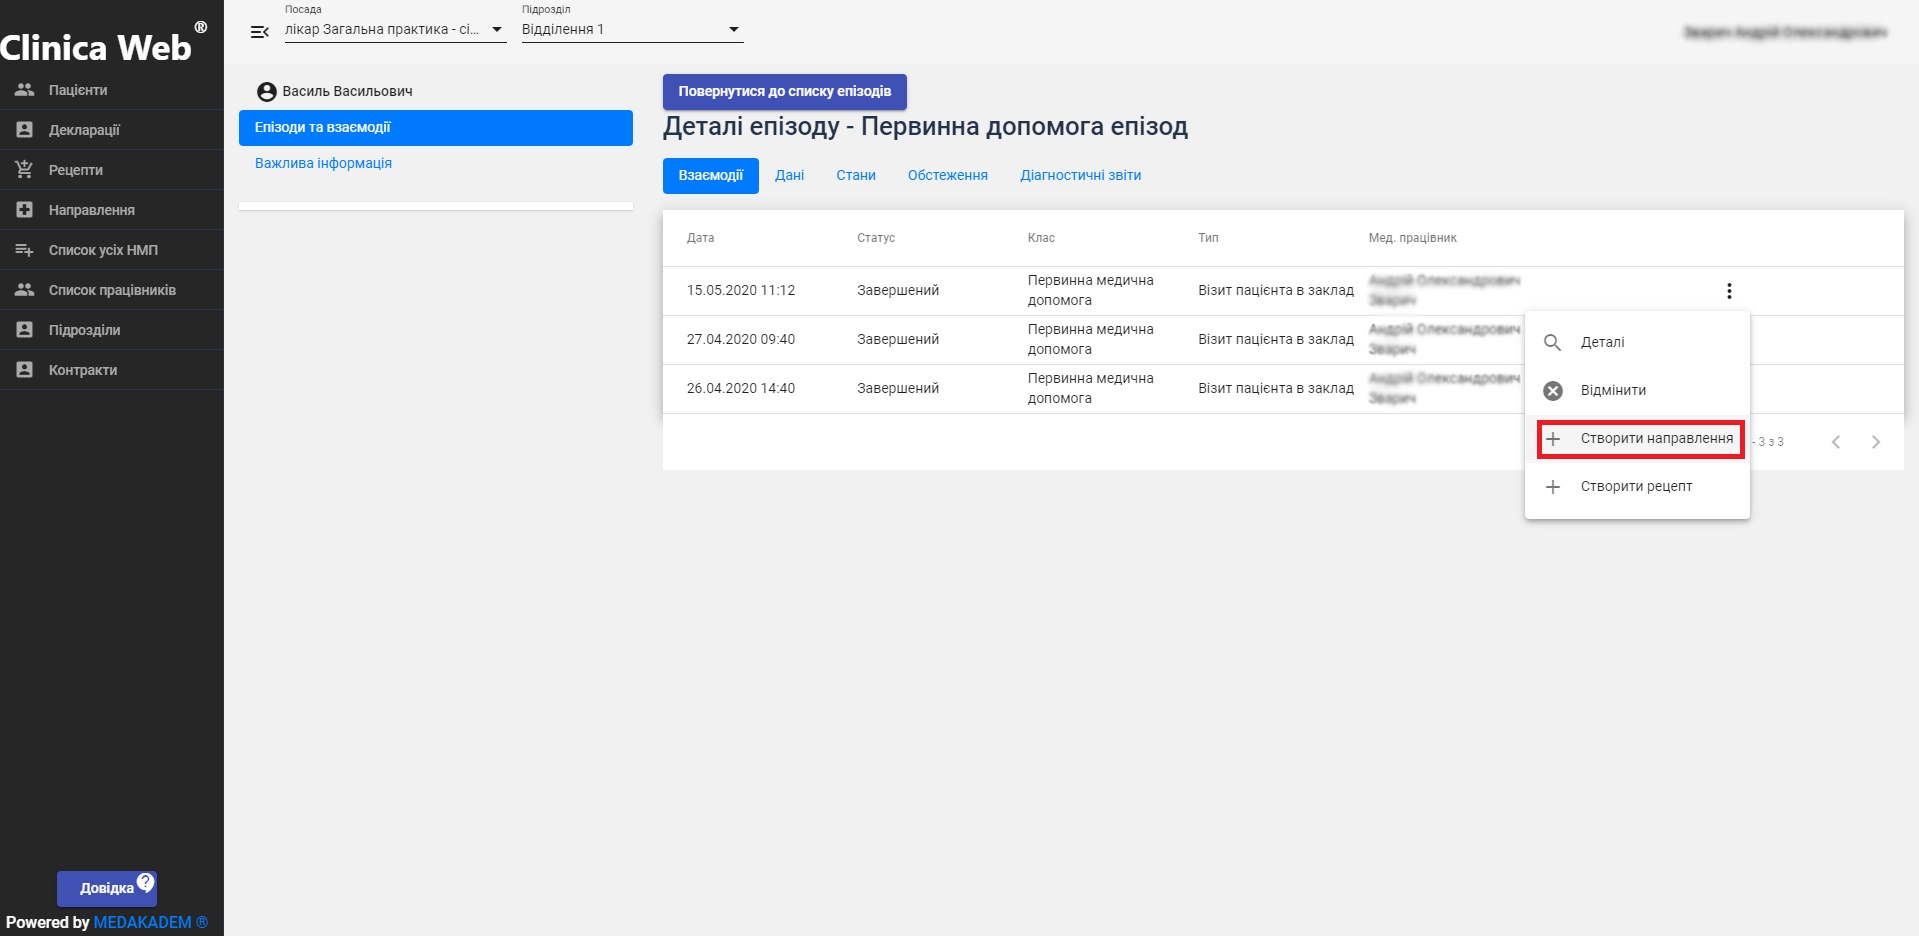 Clinica Web ®
Пацієнти
Декларації
Рецепти
Направлення
Список усіх НМП
Список працівників
Підрозділи
Контракти
Довідка
Powered by MEDAKADEM ®
Посада
лікар Загальна практика - сі...
Підрозділ
Відділення 1
Василь Васильович
Епізоди та взаємодії
Важлива інформація
Повернутися до списку епізодів
Деталі епізоду - Первинна допомога епізод
Взаємодії Дані Стани Обстеження Діагностичні звіти
Дата Статус Клас Тип Мед. працівник
15.05.2020 11:12 Завершений Первинна медична допомога Візит пацієнта в заклад
27.04.2020 09:40 Завершений Первинна медична допомога Візит пацієнта в заклад
26.04.2020 14:40 Завершений Первинна медична допомога Візит пацієнта в заклад
- 3 з 3
Деталі
Відмінити
Створити направлення
Створити рецепт